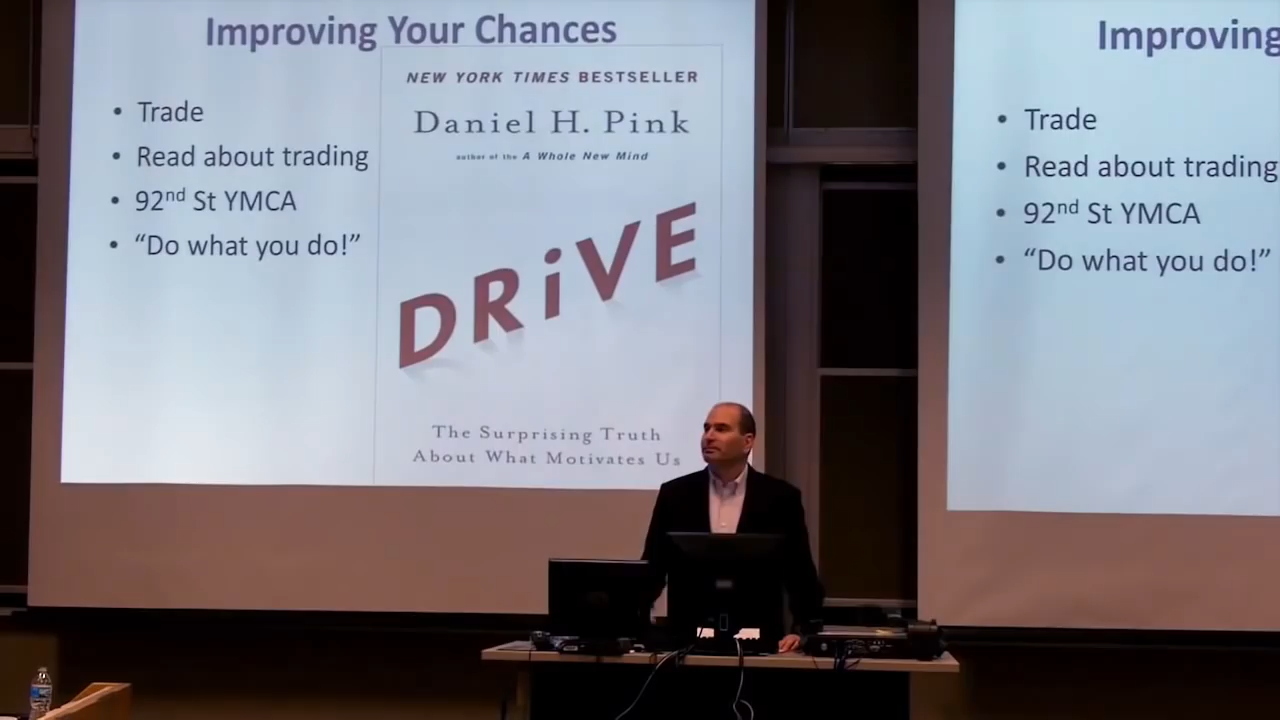 Improving Your Chances
• Trade
• Read about trading
• 92nd St YMCA
• “Do what you do!”
NEW YORK TIMES BESTSELLER
Daniel H. Pink
author of the A Whole New Mind
DRiVE
The Surprising Truth
About What Motivates Us
Improving
• Trade
• Read about trading
• 92nd St YMCA
• “Do what you do!”